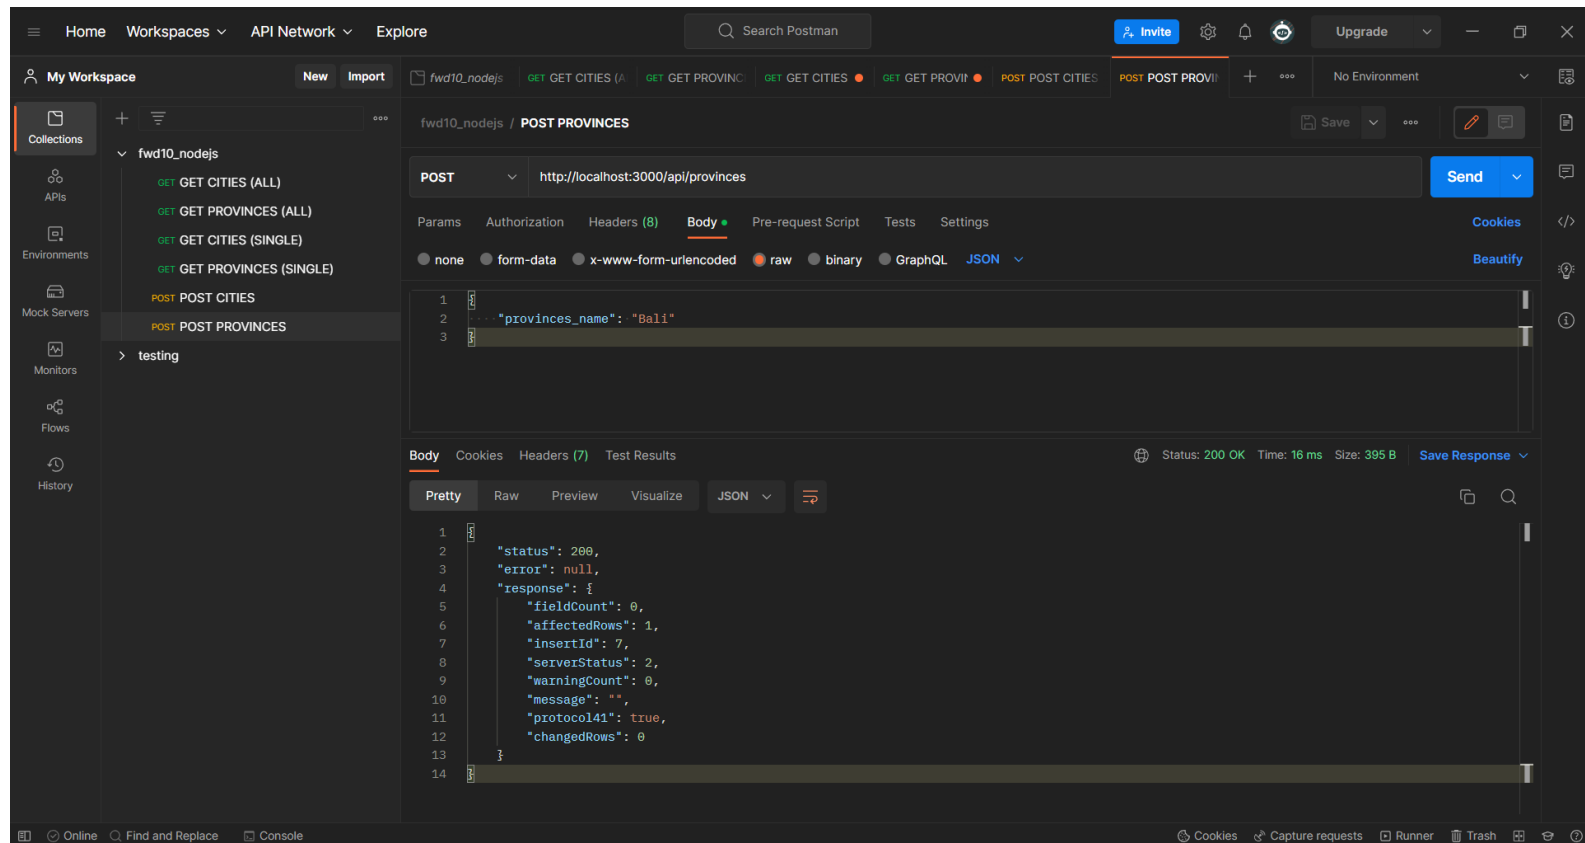 Home Workspaces API Network Explore Search Postman Invite Upgrade
My Workspace New Import fwd10_nodejs GET GET CITIES (A GET GET PROVINC GET GET CITIES GET GET PROVIN POST POST CITIES POST POST PROVIN No Environment
Collections
APIs
Environments
Mock Servers
Monitors
Flows
History
fwd10_nodejs
GET GET CITIES (ALL)
GET GET PROVINCES (ALL)
GET GET CITIES (SINGLE)
GET GET PROVINCES (SINGLE)
POST POST CITIES
POST POST PROVINCES
testing
fwd10_nodejs / POST PROVINCES Save
POST http://localhost:3000/api/provinces Send
Params Authorization Headers (8) Body Pre-request Script Tests Settings Cookies
none form-data x-www-form-urlencoded raw binary GraphQL JSON Beautify
1 {
2 "provinces_name": "Bali"
3 }
Body Cookies Headers (7) Test Results Status: 200 OK Time: 16 ms Size: 395 B Save Response
Pretty Raw Preview Visualize JSON
1 {
2 "status": 200,
3 "error": null,
4 "response": {
5 "fieldCount": 0,
6 "affectedRows": 1,
7 "insertId": 7,
8 "serverStatus": 2,
9 "warningCount": 0,
10 "message": "",
11 "protocol41": true,
12 "changedRows": 0
13 }
14 }
Online Find and Replace Console Cookies Capture requests Runner Trash